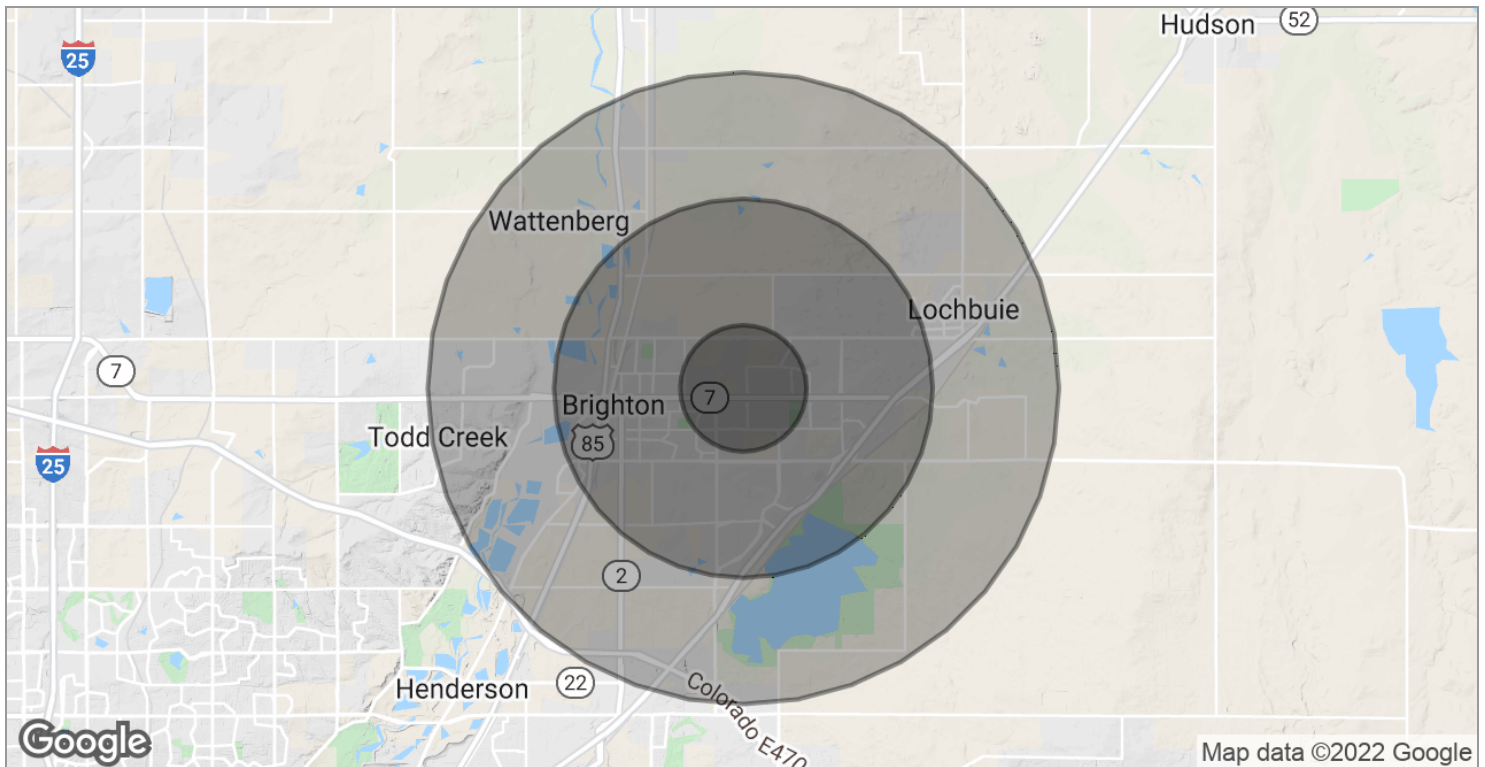 Hudson
52
25
Wattenberg
Lochbuie
7
7
Brighton
85
Todd Creek
25
2
Henderson
22
Colorado E470
Google
Map data ©2022 Google